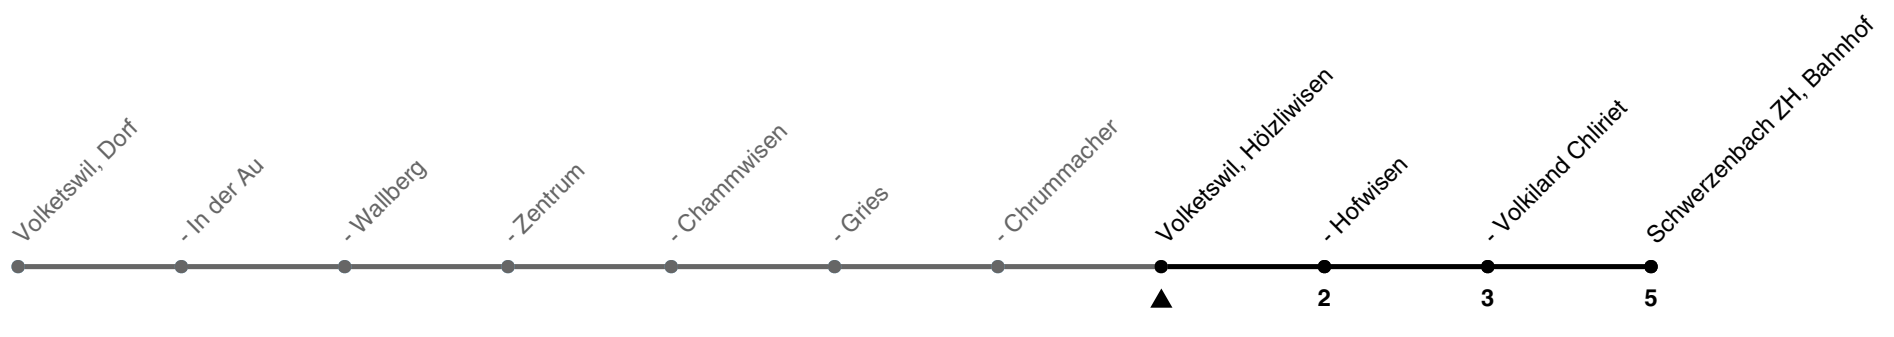 Volketswil, Dorf
- In der Au
- Wallberg
- Zentrum
- Chammwisen
- Gries
- Chrummacher
Volketswil, Hölzliwisen
- Hofwisen
- Volkiland Chliriet
Schwerzenbach ZH, Bahnhof
2
3
5